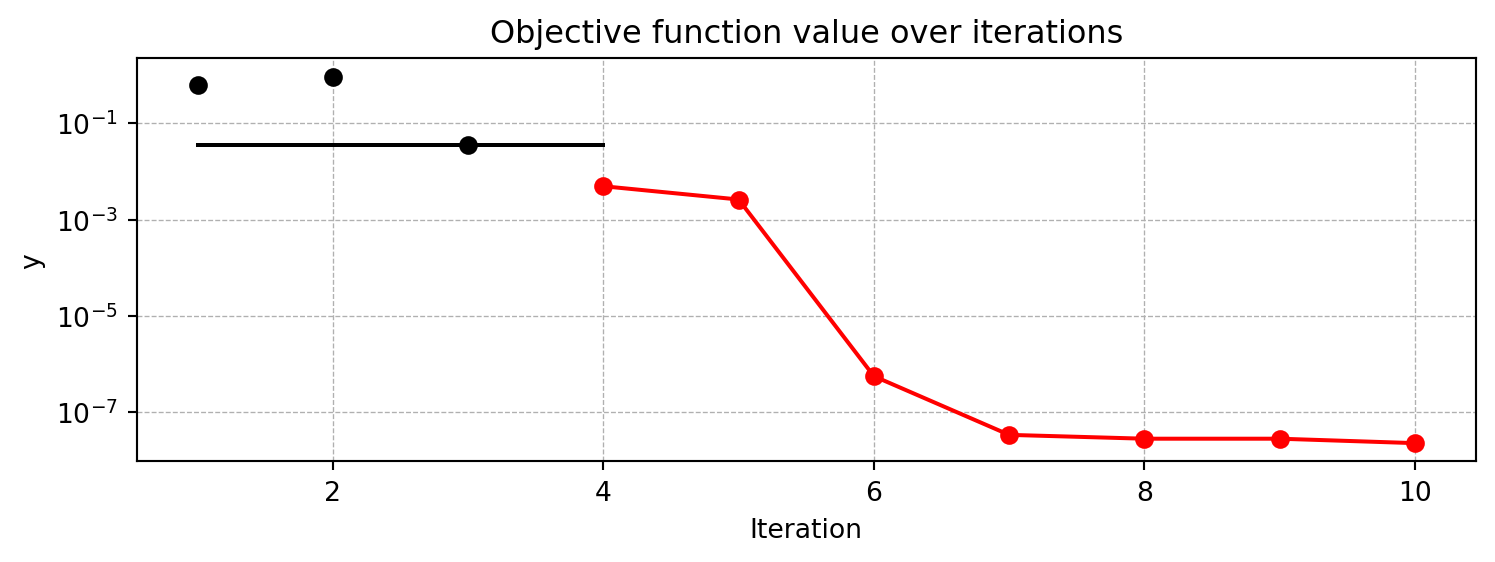 Objective function value over iterations
y
10⁻¹
10⁻³
10⁻⁵
10⁻⁷
2 4 6 8 10
Iteration